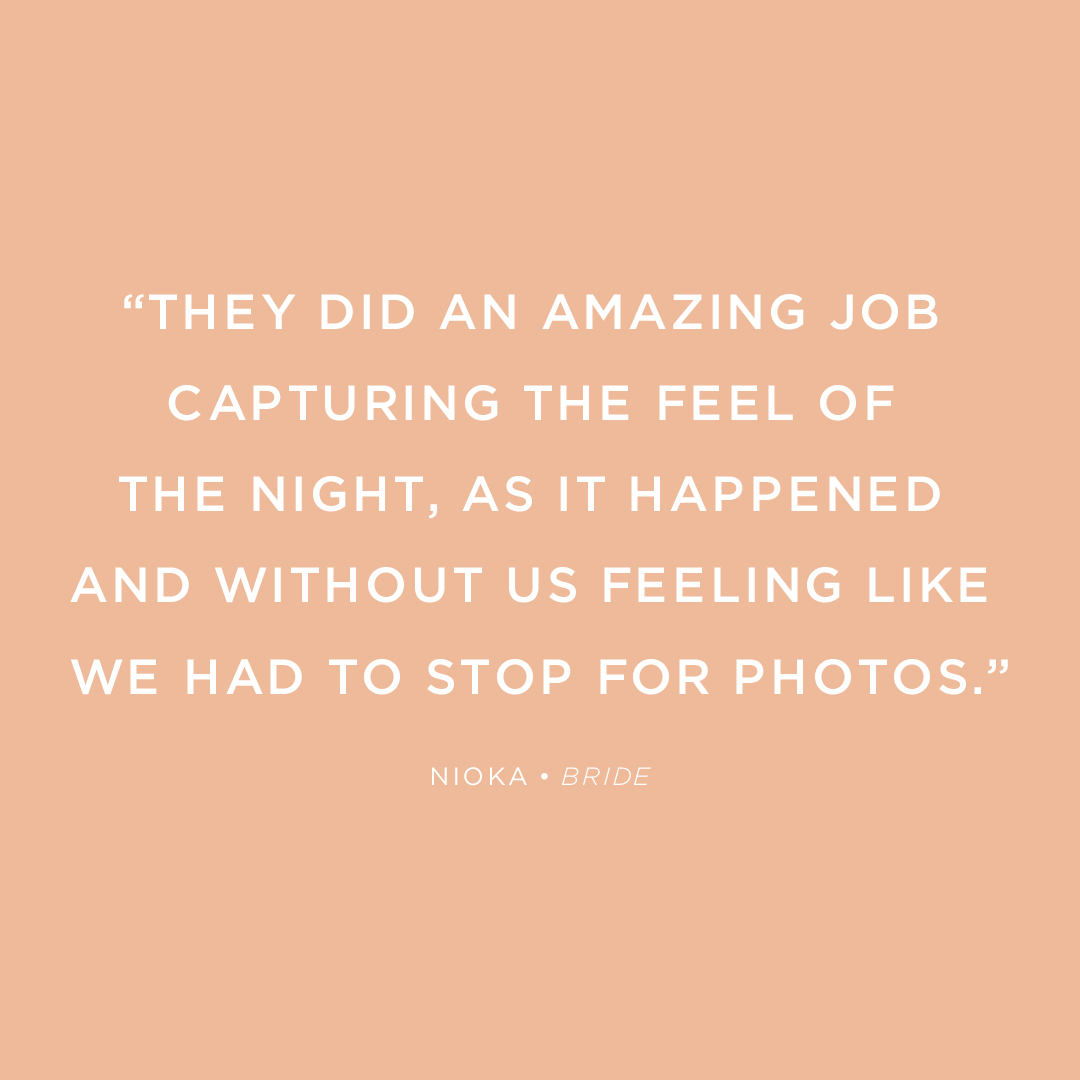 “THEY DID AN AMAZING JOB
CAPTURING THE FEEL OF
THE NIGHT, AS IT HAPPENED
AND WITHOUT US FEELING LIKE
WE HAD TO STOP FOR PHOTOS.”
NIOKA • BRIDE